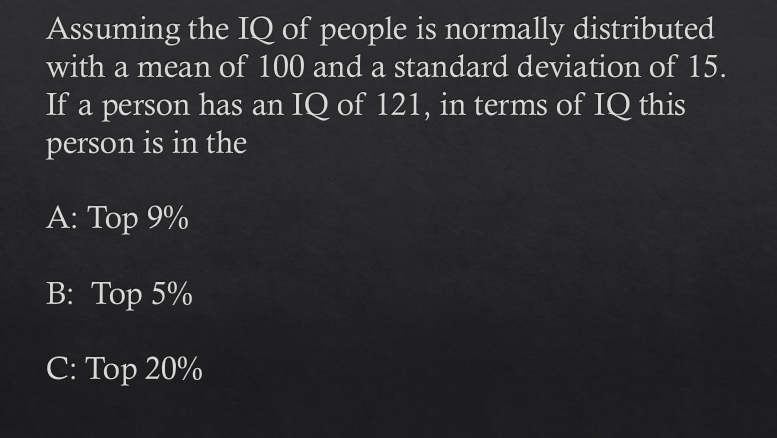 Assuming the IQ of people is normally distributed
with a mean of 100 and a standard deviation of 15.
If a person has an IQ of 121, in terms of IQ this
person is in the
A: Top 9%
B: Top 5%
C: Top 20%